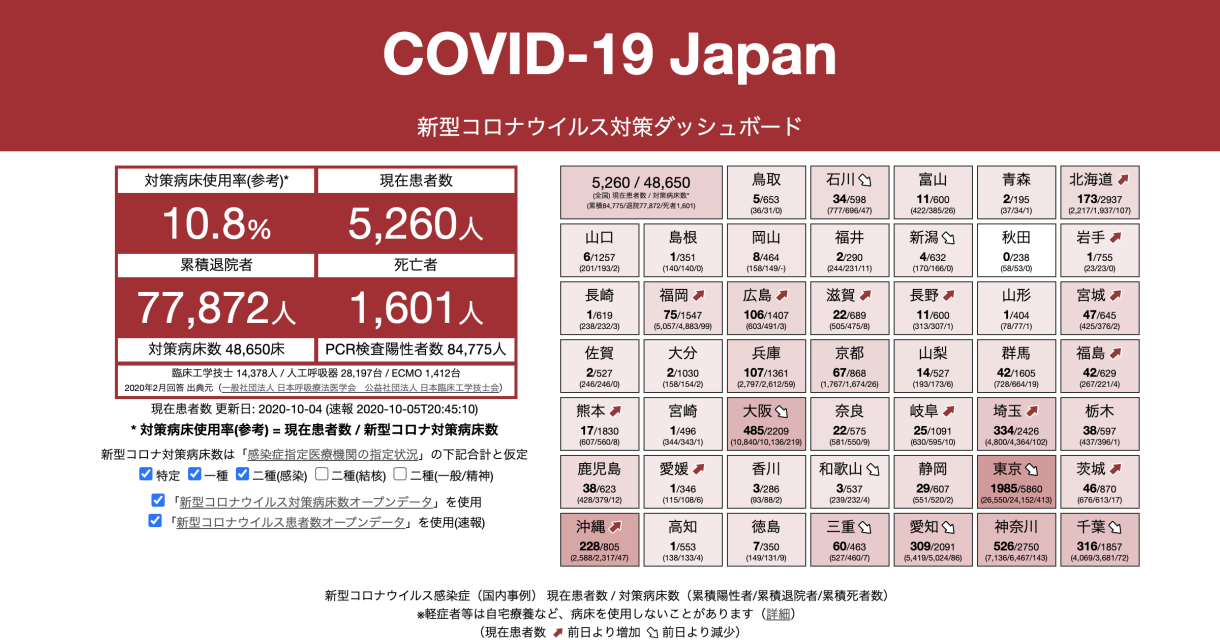 COVID-19 Japan
新型コロナウイルス対策ダッシュボード
対策病床使用率(参考)*
現在患者数
10.8%
5,260人
累積退院者
死亡者
77,872人
1,601人
対策病床数 48,650床
PCR検査陽性者数 84,775人
臨床工学技士 14,378人 / 人工呼吸器 28,197台 / ECMO 1,412台
2020年2月回答 出典元（一般社団法人 日本呼吸療法医学会　公益社団法人 日本臨床工学技士会）
現在患者数 更新日: 2020-10-04 (速報 2020-10-05T20:45:10)
* 対策病床使用率(参考) = 現在患者数 / 新型コロナ対策病床数
新型コロナ対策病床数は「感染症指定医療機関の指定状況」の下記合計と仮定
特定 一種 二種(感染) 二種(結核) 二種(一般/精神)
「新型コロナウイルス対策病床数オープンデータ」を使用
「新型コロナウイルス患者数オープンデータ」を使用(速報)
5,260 / 48,650
(全国) 現在患者数 / 対策病床数*
(累積84,775/退院77,872/死者1,601)
鳥取
5/653
(36/31/0)
石川
34/598
(777/696/47)
富山
11/600
(422/385/26)
青森
2/195
(37/34/1)
北海道
173/2937
(2,217/1,937/107)
山口
6/1257
(201/193/2)
島根
1/351
(140/140/0)
岡山
8/464
(158/149/-)
福井
2/290
(244/231/11)
新潟
4/632
(170/166/0)
秋田
0/238
(58/53/0)
岩手
1/755
(23/23/0)
長崎
1/619
(238/232/3)
福岡
75/1547
(5,057/4,883/99)
広島
106/1407
(603/491/3)
滋賀
22/689
(505/475/8)
長野
11/600
(313/307/1)
山形
1/404
(78/77/1)
宮城
47/645
(425/376/2)
佐賀
2/527
(246/246/0)
大分
2/1030
(158/154/2)
兵庫
107/1361
(2,797/2,612/59)
京都
67/868
(1,767/1,674/26)
山梨
14/527
(193/173/6)
群馬
42/1605
(728/664/19)
福島
42/629
(267/221/4)
熊本
17/1830
(607/560/8)
宮崎
1/496
(344/343/1)
大阪
485/2209
(10,840/10,136/219)
奈良
22/575
(581/550/9)
岐阜
25/1091
(630/595/10)
埼玉
334/2426
(4,800/4,364/102)
栃木
38/597
(437/396/1)
鹿児島
38/623
(428/379/12)
愛媛
1/346
(115/108/6)
香川
3/286
(93/88/2)
和歌山
3/537
(239/232/4)
静岡
29/607
(551/520/2)
東京
1985/5860
(26,550/24,152/413)
茨城
46/870
(676/613/17)
沖縄
228/805
(2,588/2,317/47)
高知
1/553
(138/133/4)
徳島
7/350
(149/131/9)
三重
60/463
(527/460/7)
愛知
309/2091
(5,419/5,024/86)
神奈川
526/2750
(7,136/6,467/143)
千葉
316/1857
(4,069/3,681/72)
新型コロナウイルス感染症（国内事例） 現在患者数 / 対策病床数（累積陽性者/累積退院者/累積死者数）
※軽症者等は自宅療養など、病床を使用しないことがあります（詳細）
（現在患者数 前日より増加 前日より減少）